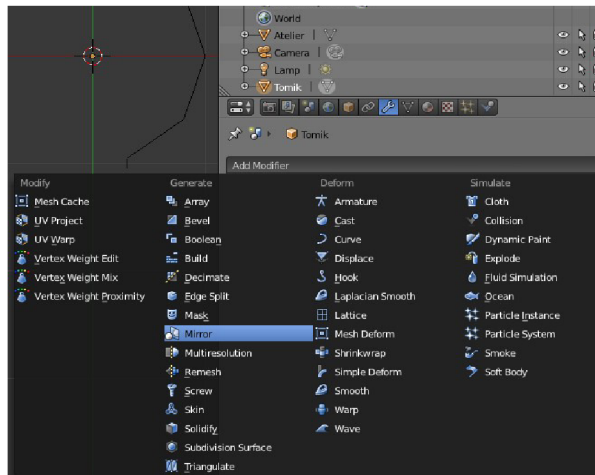 World
Atelier
Camera
Lamp
Tomik
Tomik
Add Modifier
Modify
Mesh Cache
UV Project
UV Warp
Vertex Weight Edit
Vertex Weight Mix
Vertex Weight Proximity
Generate
Array
Bevel
Boolean
Build
Decimate
Edge Split
Mask
Mirror
Multiresolution
Remesh
Screw
Skin
Solidify
Subdivision Surface
Triangulate
Deform
Armature
Cast
Curve
Displace
Hook
Laplacian Smooth
Lattice
Mesh Deform
Shrinkwrap
Simple Deform
Smooth
Warp
Wave
Simulate
Cloth
Collision
Dynamic Paint
Explode
Fluid Simulation
Ocean
Particle Instance
Particle System
Smoke
Soft Body